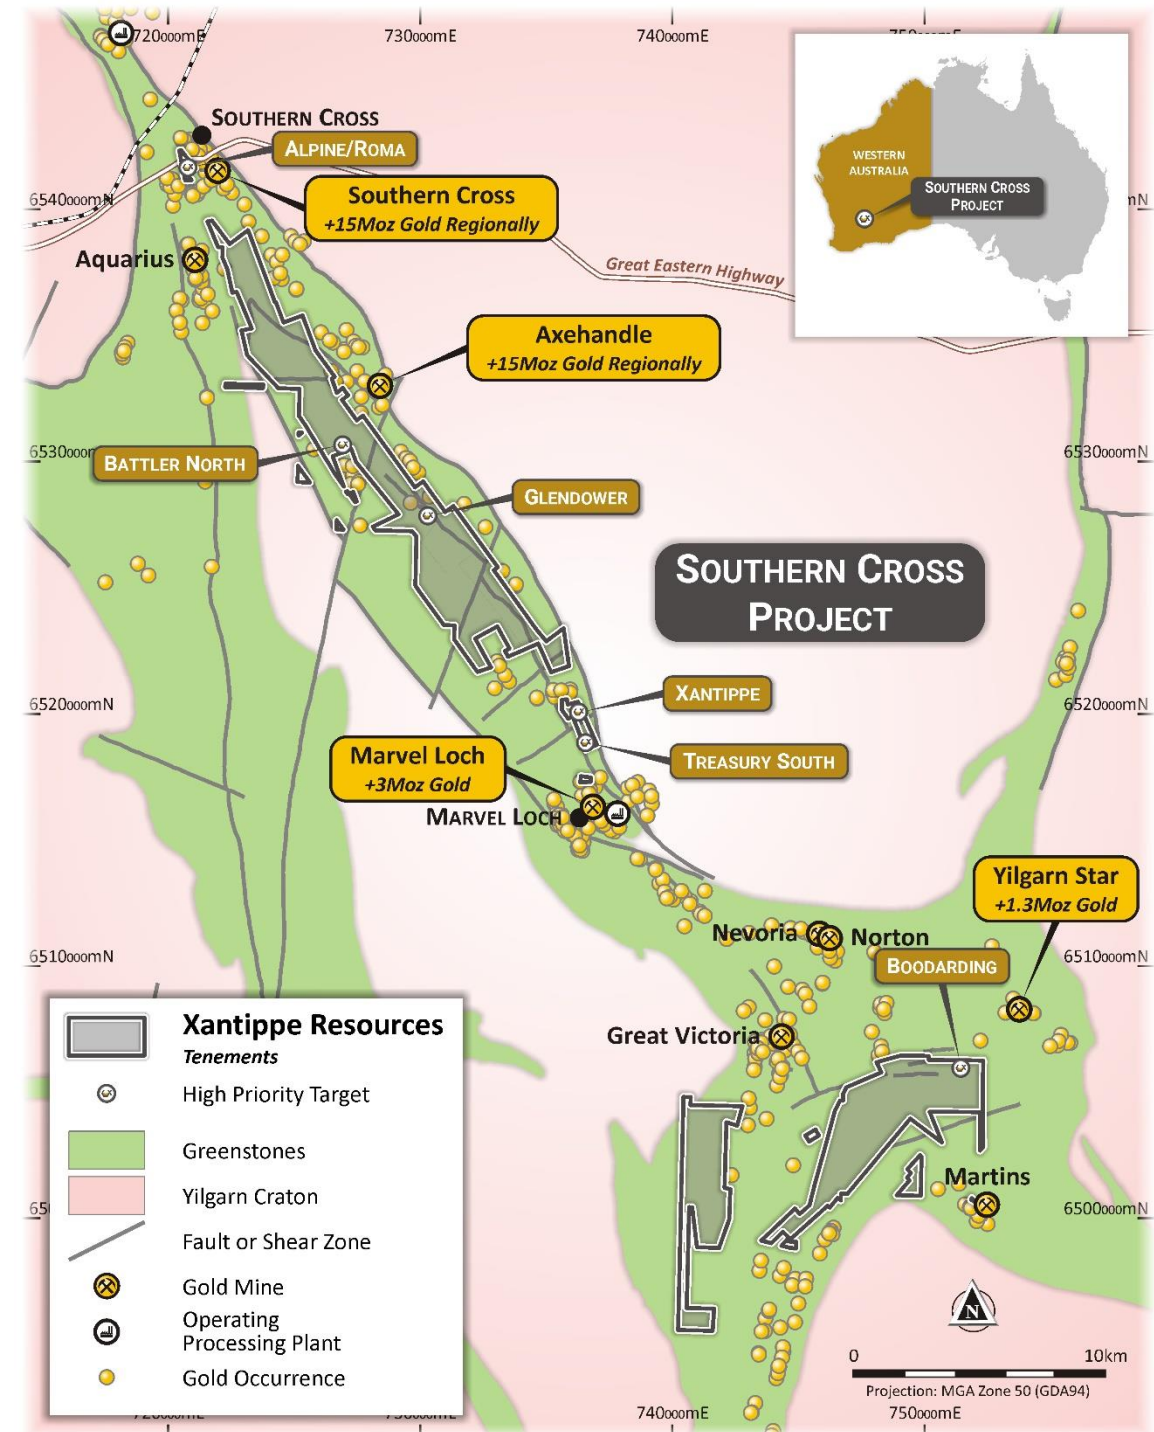 720000mE
730000mE
740000mE
SOUTHERN CROSS
ALPINE/ROMA
Southern Cross
+15Moz Gold Regionally
WESTERN
AUSTRALIA
SOUTHERN CROSS
PROJECT
6540000mN
mN
Aquarius
Great Eastern Highway
Axehandle
+15Moz Gold Regionally
6530000mN
6530000mN
BATTLER NORTH
GLENDOWER
SOUTHERN CROSS
PROJECT
XANTIPPE
6520000mN
6520000mN
Marvel Loch
+3Moz Gold
TREASURY SOUTH
MARVEL LOCH
Yilgarn Star
+1.3Moz Gold
Nevoria
Norton
6510000mN
6510000mN
BOODARDING
Great Victoria
Xantippe Resources
Tenements
High Priority Target
Greenstones
Yilgarn Craton
Fault or Shear Zone
Gold Mine
Operating
Processing Plant
Gold Occurrence
Martins
6500000mN
N
0 10km
Projection: MGA Zone 50 (GDA94)
740000mE
750000mE